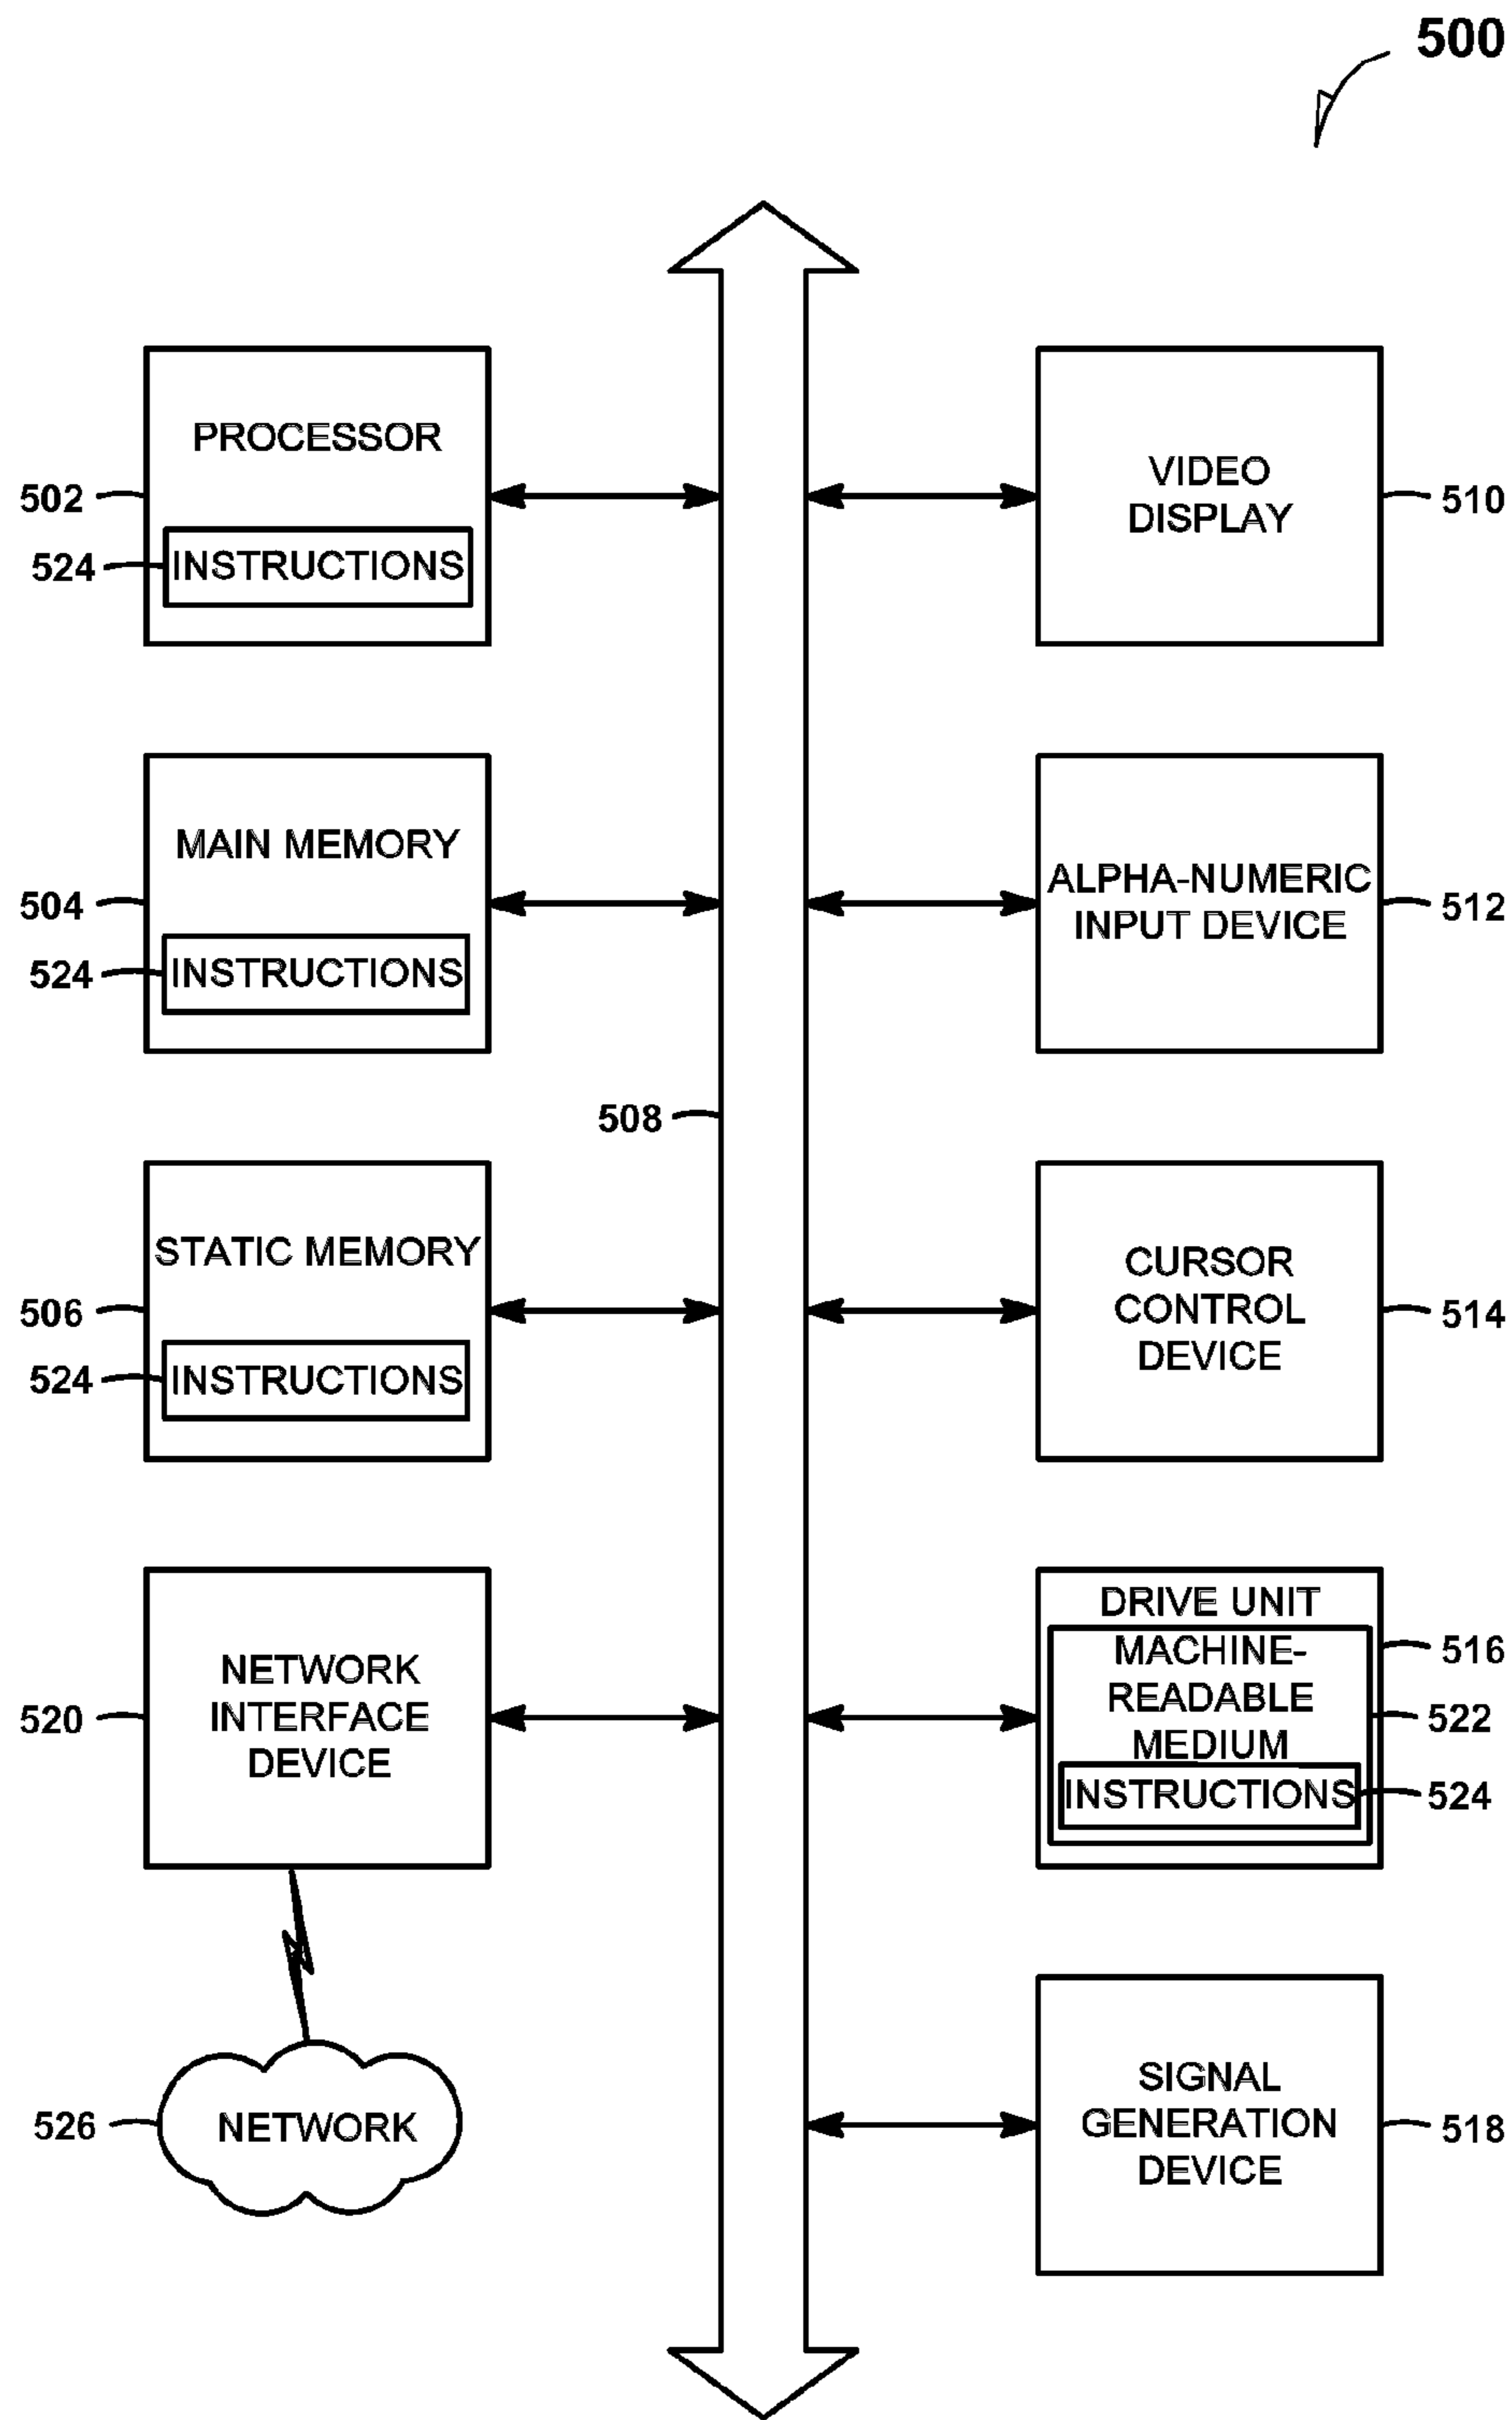 500
PROCESSOR
502
524
INSTRUCTIONS
VIDEO
DISPLAY
510
MAIN MEMORY
504
524
INSTRUCTIONS
ALPHA-NUMERIC
INPUT DEVICE
512
508
STATIC MEMORY
506
524
INSTRUCTIONS
CURSOR
CONTROL
DEVICE
514
NETWORK
INTERFACE
DEVICE
520
DRIVE UNIT
MACHINE-
READABLE
MEDIUM
INSTRUCTIONS
516
522
524
NETWORK
526
SIGNAL
GENERATION
DEVICE
518